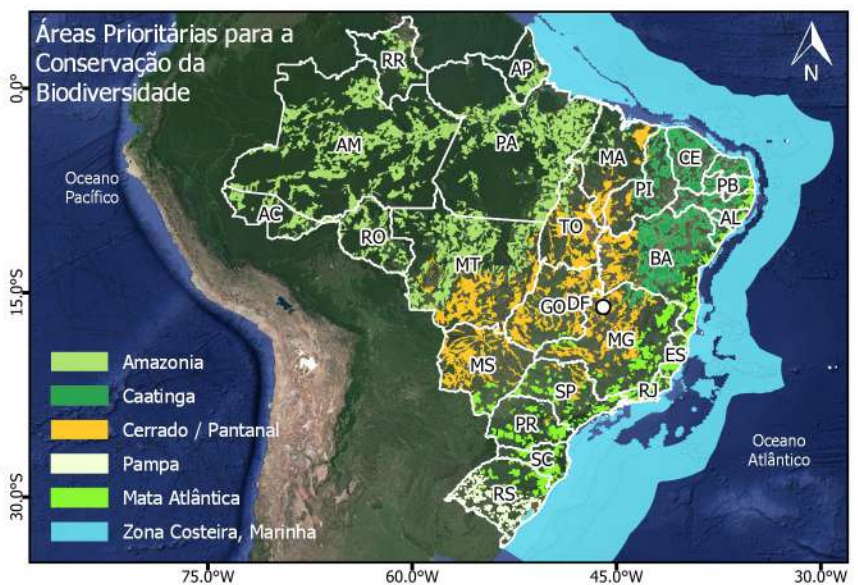 Áreas Prioritárias para a
Conservação da
Biodiversidade
N
0.0°
15.0°S
30.0°S
Oceano
Pacífico
RR
AP
AM
PA
MA
CE
PI
PB
AC
TO
AL
RO
MT
BA
GO
DF
MG
ES
MS
SP
RJ
PR
SC
RS
Oceano
Atlântico
Amazonia
Caatinga
Cerrado / Pantanal
Pampa
Mata Atlântica
Zona Costeira, Marinha
75.0°W
60.0°W
45.0°W
30.0°W